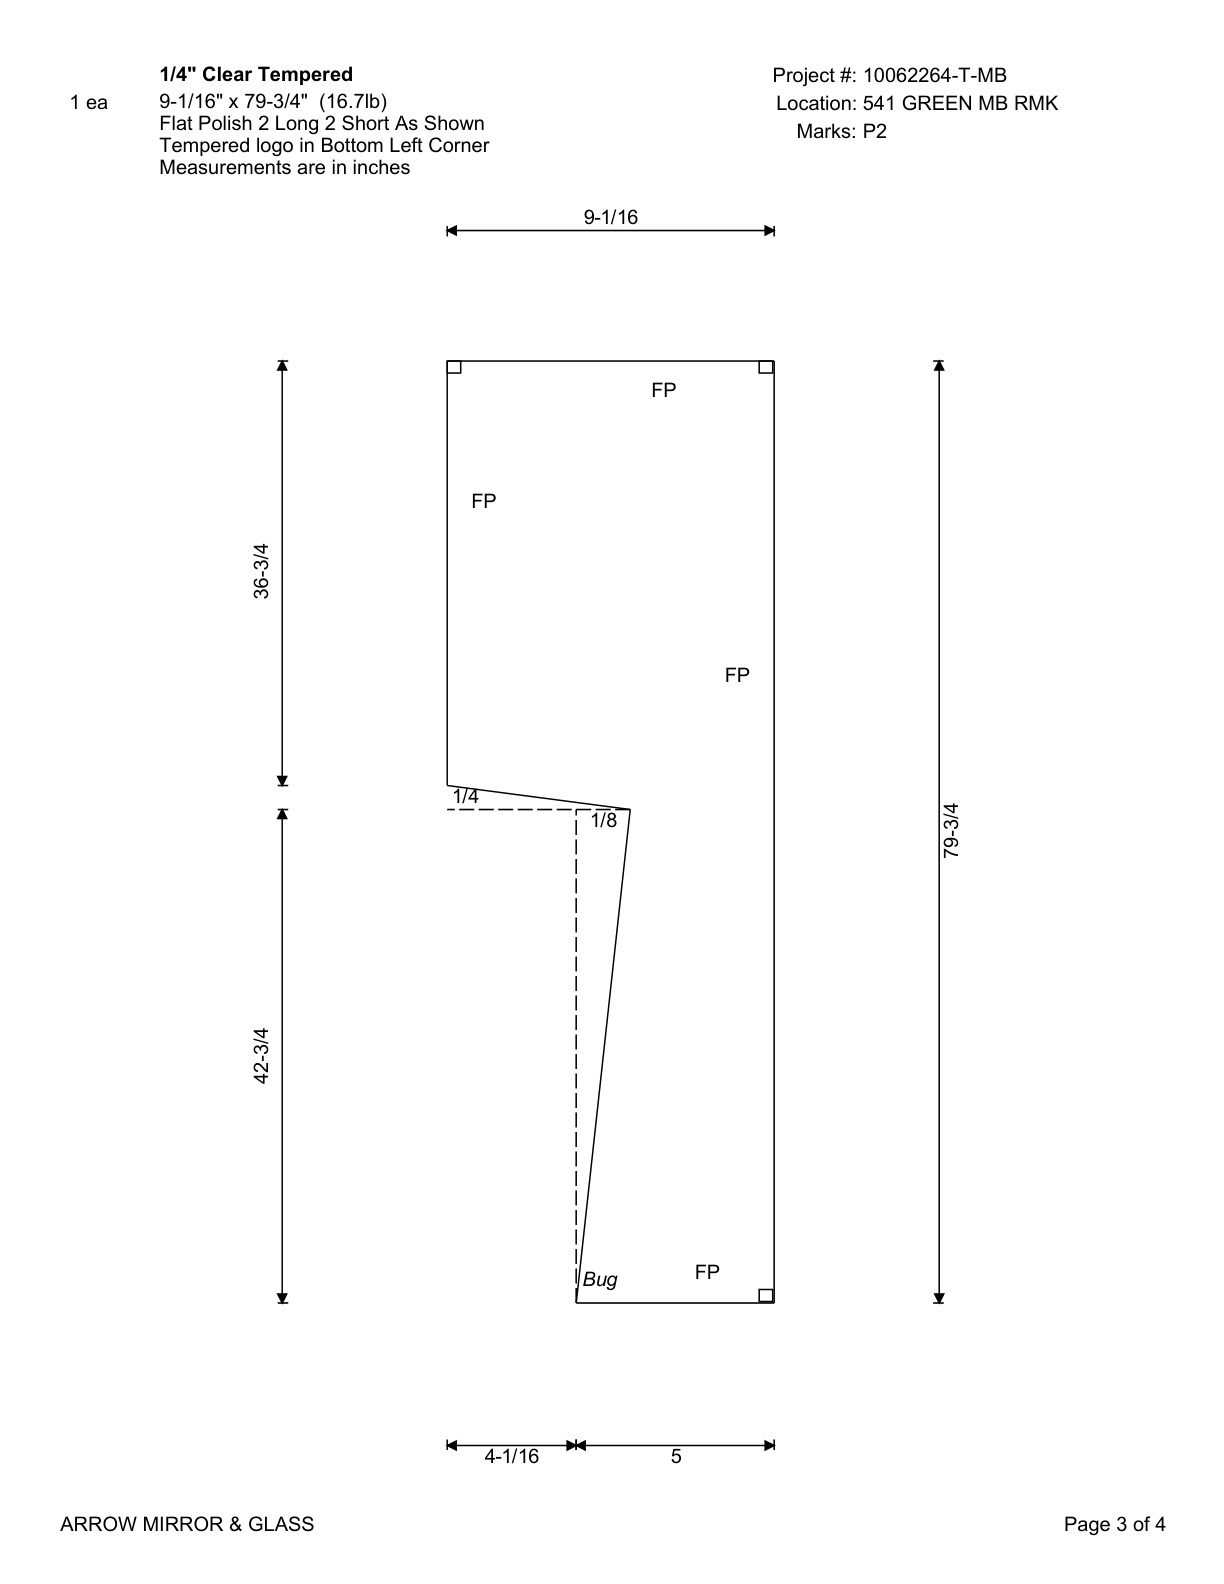 1/4" Clear Tempered
1 ea
9-1/16" x 79-3/4" (16.7lb)
Flat Polish 2 Long 2 Short As Shown
Tempered logo in Bottom Left Corner
Measurements are in inches
Project #: 10062264-T-MB
Location: 541 GREEN MB RMK
Marks: P2
9-1/16
FP
FP
36-3/4
FP
1/4
1/8
79-3/4
42-3/4
FP
Bug
4-1/16
5
ARROW MIRROR & GLASS
Page 3 of 4